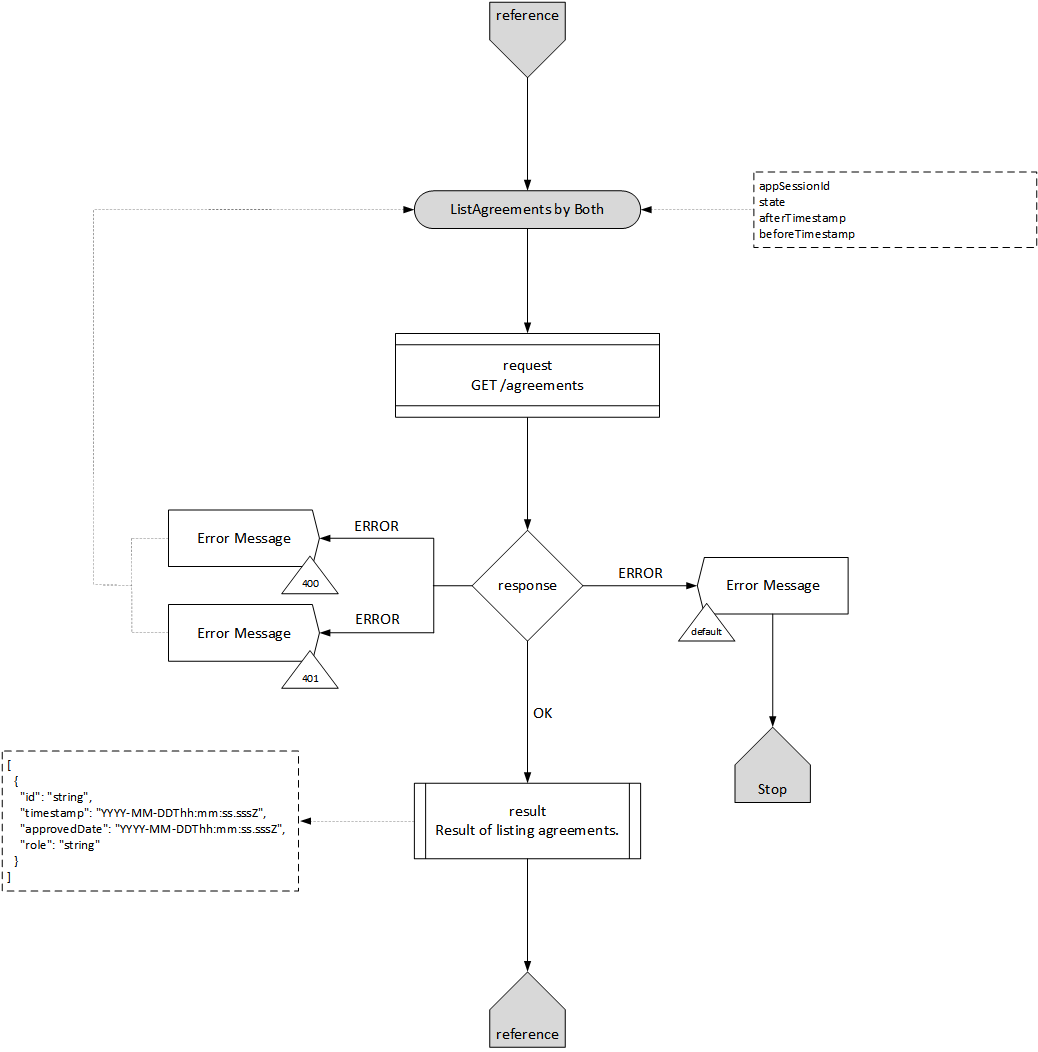 reference
ListAgreements by Both
appSessionId
state
afterTimestamp
beforeTimestamp
request
GET /agreements
ERROR
Error Message
400
ERROR
Error Message
401
response
ERROR
Error Message
default
OK
Stop
[
{
"id": "string",
"timestamp": "YYYY-MM-DDThh:mm:ss.sssZ",
"approvedDate": "YYYY-MM-DDThh:mm:ss.sssZ",
"role": "string"
}
]
result
Result of listing agreements.
reference